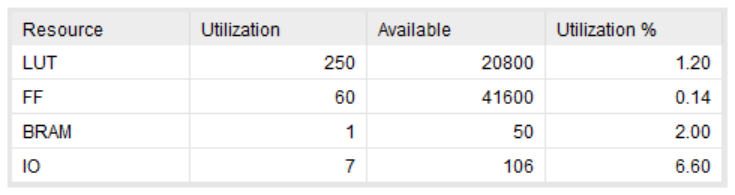 Resource Utilization Available Utilization %
LUT 250 20800 1.20
FF 60 41600 0.14
BRAM 1 50 2.00
IO 7 106 6.60